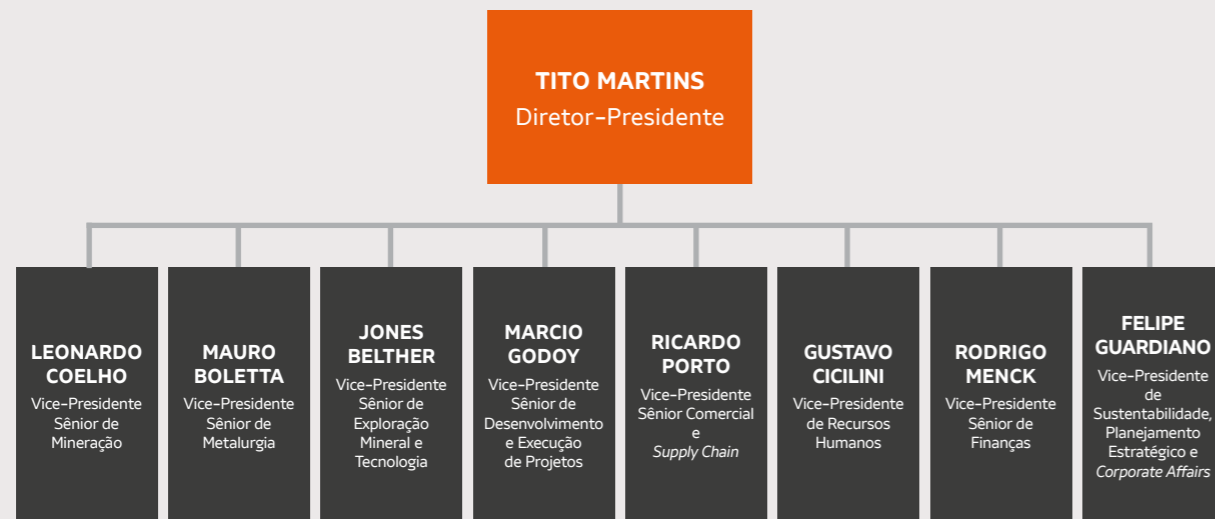 TITO MARTINS
Diretor-Presidente
LEONARDO
COELHO
Vice-Presidente
Sênior de
Mineração
MAURO
BOLETTA
Vice-Presidente
Sênior de
Metalurgia
JONES
BELTHER
Vice-Presidente
Sênior de
Exploração
Mineral e
Tecnologia
MARCIO
GODOY
Vice-Presidente
Sênior de
Desenvolvimento
e Execução
de Projetos
RICARDO
PORTO
Vice-Presidente
Sênior Comercial
e
Supply Chain
GUSTAVO
CICILINI
Vice-Presidente
de Recursos
Humanos
RODRIGO
MENCK
Vice-Presidente
Sênior de
Finanças
FELIPE
GUARDIANO
Vice-Presidente
de
Sustentabilidade,
Planejamento
Estratégico e
Corporate Affairs